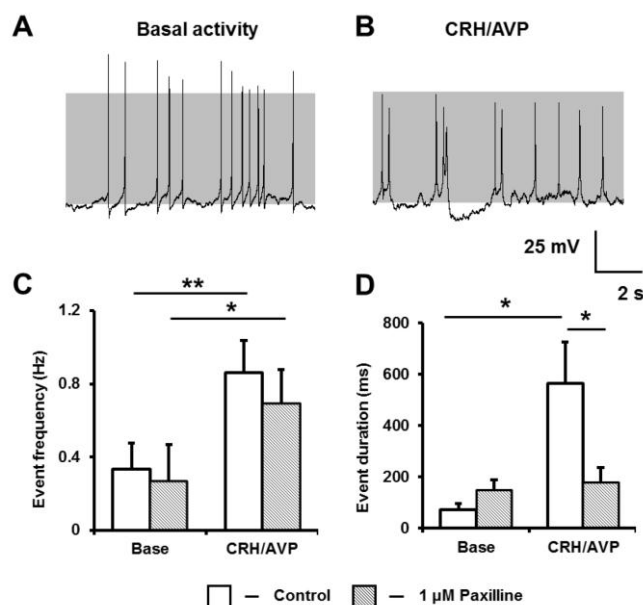 A Basal activity
B CRH/AVP
25 mV
2 s
C
**
*
Event frequency (Hz)
1.2
0.8
0.4
0
Base CRH/AVP
D
*
*
Event duration (ms)
800
600
400
200
0
Base CRH/AVP
– Control – 1 µM Paxilline